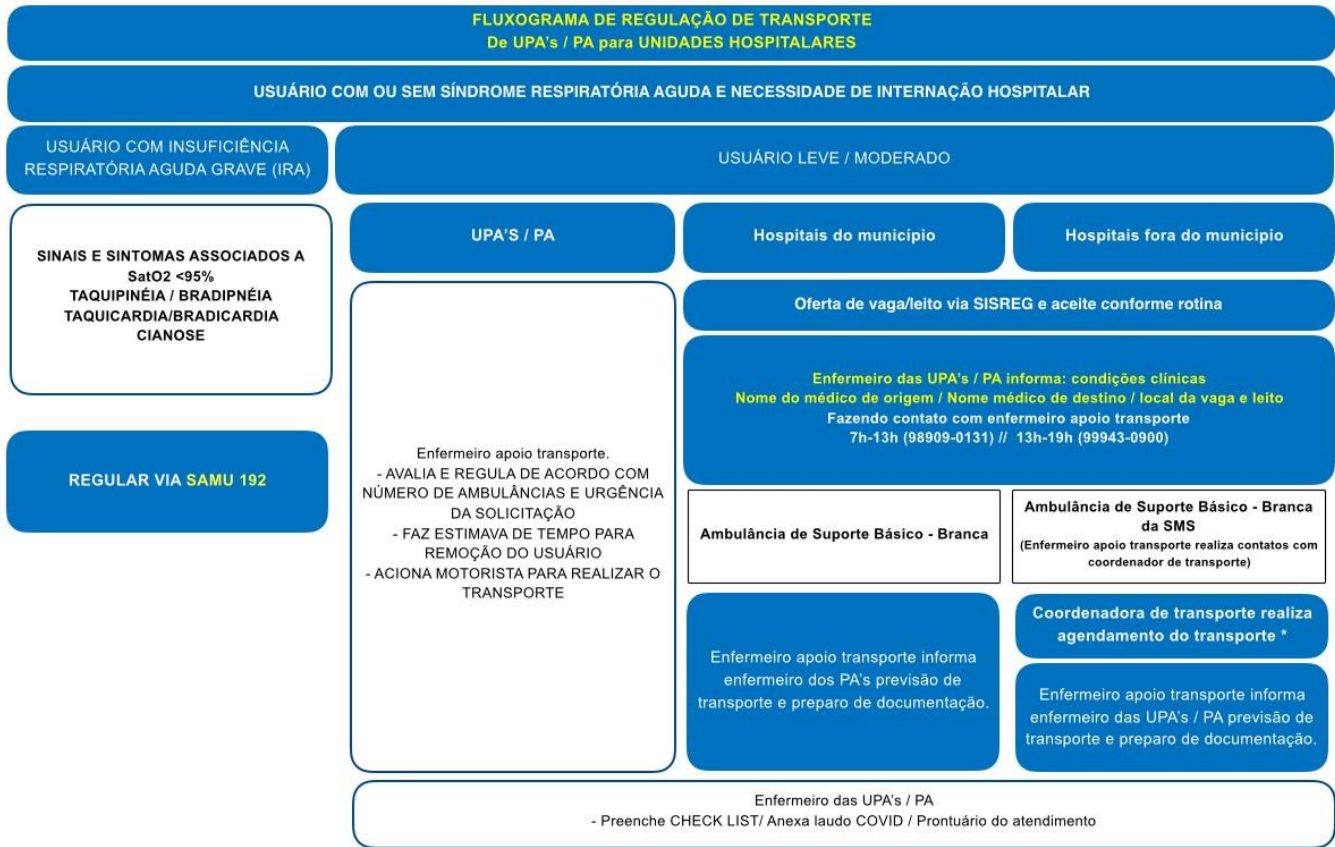 FLUXOGRAMA DE REGULAÇÃO DE TRANSPORTE
De UPA's / PA para UNIDADES HOSPITALARES
USUÁRIO COM OU SEM SÍNDROME RESPIRATÓRIA AGUDA E NECESSIDADE DE INTERNAÇÃO HOSPITALAR
USUÁRIO COM INSUFICIÊNCIA
RESPIRATÓRIA AGUDA GRAVE (IRA)
USUÁRIO LEVE / MODERADO
SINAIS E SINTOMAS ASSOCIADOS A
SatO2 <95%
TAQUIPINÉIA / BRADIPNÉIA
TAQUICARDIA/BRADICARDIA
CIANOSE
REGULAR VIA SAMU 192
UPA'S / PA
Hospitais do município
Hospitais fora do municipio
Enfermeiro apoio transporte.
- AVALIA E REGULA DE ACORDO COM
NÚMERO DE AMBULÂNCIAS E URGÊNCIA
DA SOLICITAÇÃO
- FAZ ESTIMAVA DE TEMPO PARA
REMOÇÃO DO USUÁRIO
- ACIONA MOTORISTA PARA REALIZAR O
TRANSPORTE
Oferta de vaga/leito via SISREG e aceite conforme rotina
Enfermeiro das UPA's / PA informa: condições clínicas
Nome do médico de origem / Nome médico de destino / local da vaga e leito
Fazendo contato com enfermeiro apoio transporte
7h-13h (98909-0131) // 13h-19h (99943-0900)
Ambulância de Suporte Básico - Branca
Ambulância de Suporte Básico - Branca
da SMS
(Enfermeiro apoio transporte realiza contatos com
coordenador de transporte)
Enfermeiro apoio transporte informa
enfermeiro dos PA's previsão de
transporte e preparo de documentação.
Coordenadora de transporte realiza
agendamento do transporte *
Enfermeiro apoio transporte informa
enfermeiro das UPA's / PA previsão de
transporte e preparo de documentação.
Enfermeiro das UPA's / PA
- Preenche CHECK LIST/ Anexa laudo COVID / Prontuário do atendimento